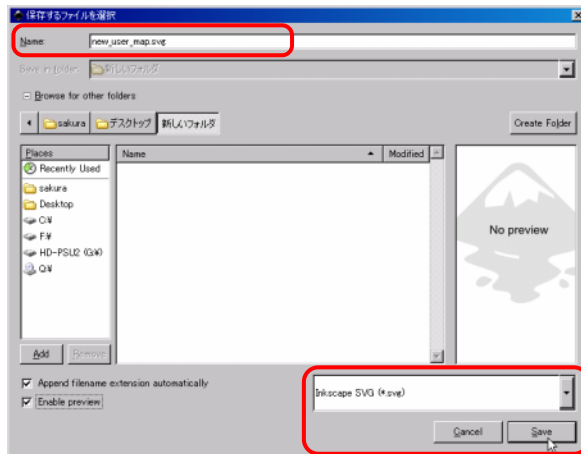 保存するファイルを選択
Name: new_user_map.svg
Save in folder: 新しいフォルダ
Browse for other folders
sakura デスクトップ 新しいフォルダ Create Folder
Places Name Modified
Recently Used
sakura
Desktop
C:¥
F:¥
HD-PSU2 (G:¥)
Q:¥
No preview
Add Remove
Append filename extension automatically
Inkscape SVG (*.svg)
Enable preview
Cancel Save